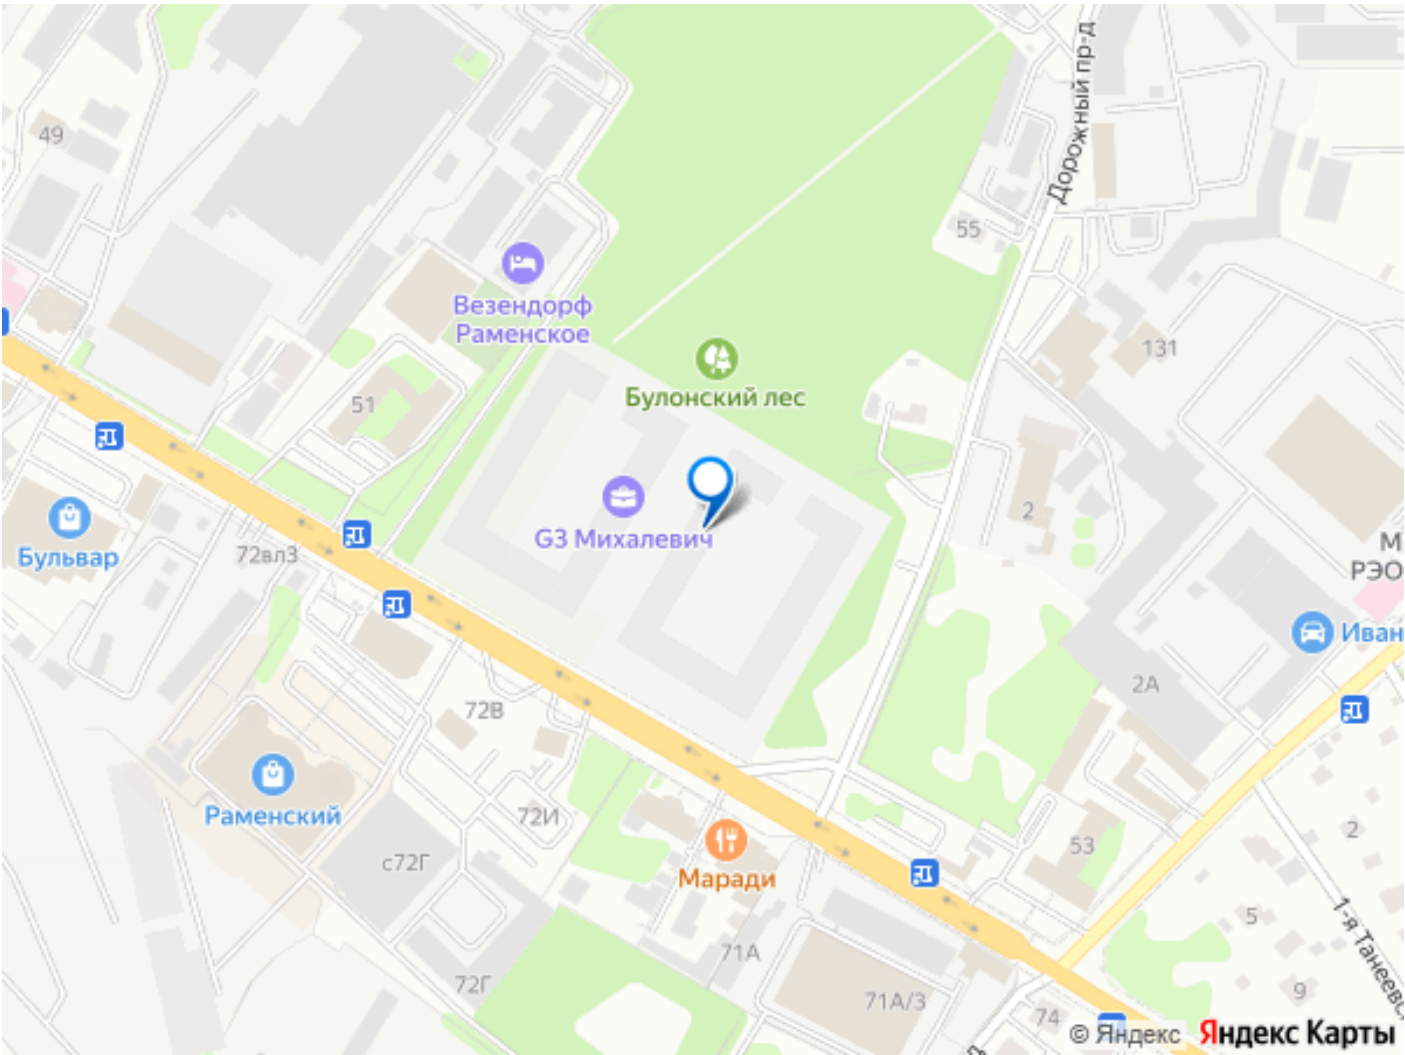 Дорожный пр-д
49
55
Везендорф
Раменское
131
Булонский лес
51
2
G3 Михалевич
Бульвар
72вл3
М
РЭО
Иван
2А
72В
Раменский
72И
с72Г
Маради
53
2
5
1-я Танеевс
71А
72Г
71А/3
9
74
© Яндекс Яндекс Карты